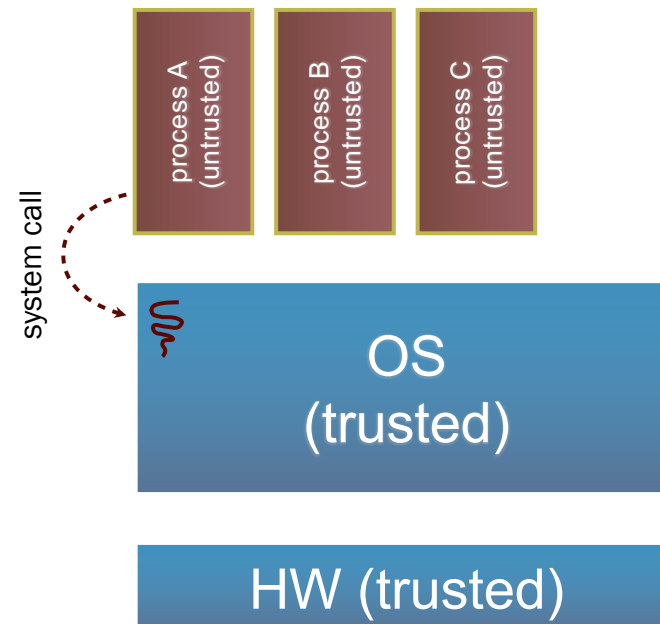 process A
(untrusted)
process B
(untrusted)
process C
(untrusted)
system call
OS
(trusted)
HW (trusted)